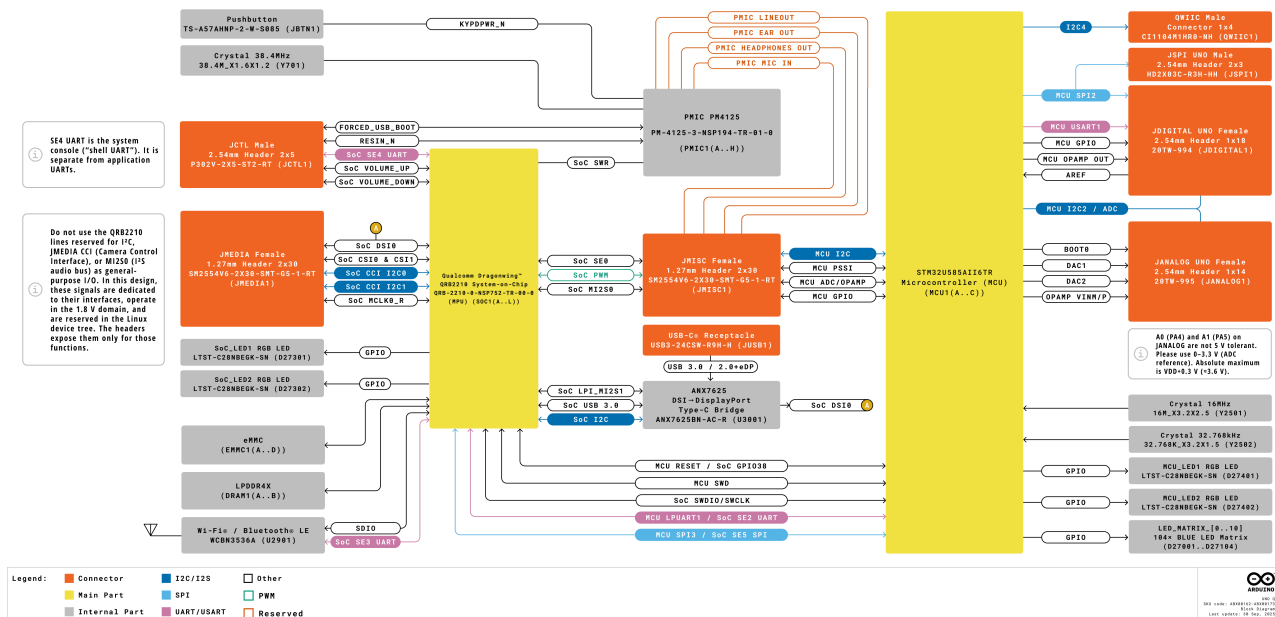 Pushbutton
TS-A57AHNP-2-W-S085 (JBTN1)
KYPDPWR_N
Crystal 38.4MHz
38.4M_X1.6X1.2 (Y701)
PMIC LINEOUT
PMIC EAR OUT
PMIC HEADPHONES OUT
PMIC MIC IN
I2C4
QWIIC Male
Connector 1x4
CI1104M1HR0-NH (QWIIC1)
JSPI UNO Male
2.54mm Header 2x3
HD2X03C-R3H-HH (JSPI1)
PMIC PM4125
PM-4125-3-NSP194-TR-01-0
(PMIC1(A..H))
MCU SPI2
MCU USART1
MCU GPIO
MCU OPAMP OUT
AREF
JDIGITAL UNO Female
2.54mm Header 1x18
20TW-994 (JDIGITAL1)
SE4 UART is the system
console ("shell UART"). It is
separate from application
UARTs.
JCTL Male
2.54mm Header 2x5
P302V-2X5-ST2-RT (JCTL1)
FORCED_USB_BOOT
RESIN_N
SoC SE4 UART
SoC VOLUME_UP
SoC VOLUME_DOWN
SoC SWR
MCU I2C2 / ADC
Do not use the QRB2210
lines reserved for I²C,
JMEDIA CCI (Camera Control
Interface), or MI2S0 (I²S
audio bus) as general-
purpose I/O. In this design,
these signals are dedicated
to their interfaces, operate
in the 1.8 V domain, and
are reserved in the Linux
device tree. The headers
expose them only for those
functions.
JMEDIA Female
1.27mm Header 2x30
SM2554V6-2X30-SMT-G5-1-RT
(JMEDIA1)
A
SoC DSI0
SoC CSI0 & CSI1
SoC CCI I2C0
SoC CCI I2C1
SoC MCLK0_R
Qualcomm Dragonwing™
QRB2210 System-on-Chip
QRB-2210-0-NSP752-TR-00-0
(MPU) (SOC1(A..L))
SoC SE0
SoC PWM
SoC MI2S0
JMISC Female
1.27mm Header 2x30
SM2554V6-2X30-SMT-G5-1-RT
(JMISC1)
MCU I2C
MCU PSSI
MCU ADC/OPAMP
MCU GPIO
STM32U585AII6TR
Microcontroller (MCU)
(MCU1(A..C))
BOOT0
DAC1
DAC2
OPAMP VINM/P
JANALOG UNO Female
2.54mm Header 1x14
20TW-995 (JANALOG1)
A0 (PA4) and A1 (PA5) on
JANALOG are not 5 V tolerant.
Please use 0–3.3 V (ADC
reference). Absolute maximum
is VDD+0.3 V (≈3.6 V).
SoC_LED1 RGB LED
LTST-C28NBEGK-SN (D27301)
GPIO
SoC_LED2 RGB LED
LTST-C28NBEGK-SN (D27302)
GPIO
USB-C® Receptacle
USB3-24CSW-R9H-H (JUSB1)
USB 3.0 / 2.0+eDP
ANX7625
DSI→DisplayPort
Type-C Bridge
ANX7625BN-AC-R (U3001)
SoC LPI_MI2S1
SoC USB 3.0
SoC I2C
SoC DSI0
A
Crystal 16MHz
16M_X3.2X2.5 (Y2501)
Crystal 32.768kHz
32.768K_X3.2X1.5 (Y2502)
eMMC
(EMMC1(A..D))
LPDDR4X
(DRAM1(A..B))
Wi-Fi® / Bluetooth® LE
WCBN3536A (U2901)
SDIO
SoC SE3 UART
MCU RESET / SoC GPIO38
MCU SWD
SoC SWDIO/SWCLK
MCU LPUART1 / SoC SE2 UART
MCU SPI3 / SoC SE5 SPI
GPIO
MCU_LED1 RGB LED
LTST-C28NBEGK-SN (D27401)
GPIO
MCU_LED2 RGB LED
LTST-C28NBEGK-SN (D27402)
GPIO
LED_MATRIX_[0..10]
104× BLUE LED Matrix
(D27001..D27104)
Legend:
Connector
Main Part
Internal Part
I2C/I2S
SPI
UART/USART
Other
PWM
Reserved
ARDUINO
UNO Q
SKU code: ABX00162-ABX00173
Block Diagram
Last update: 30 Sep, 2025